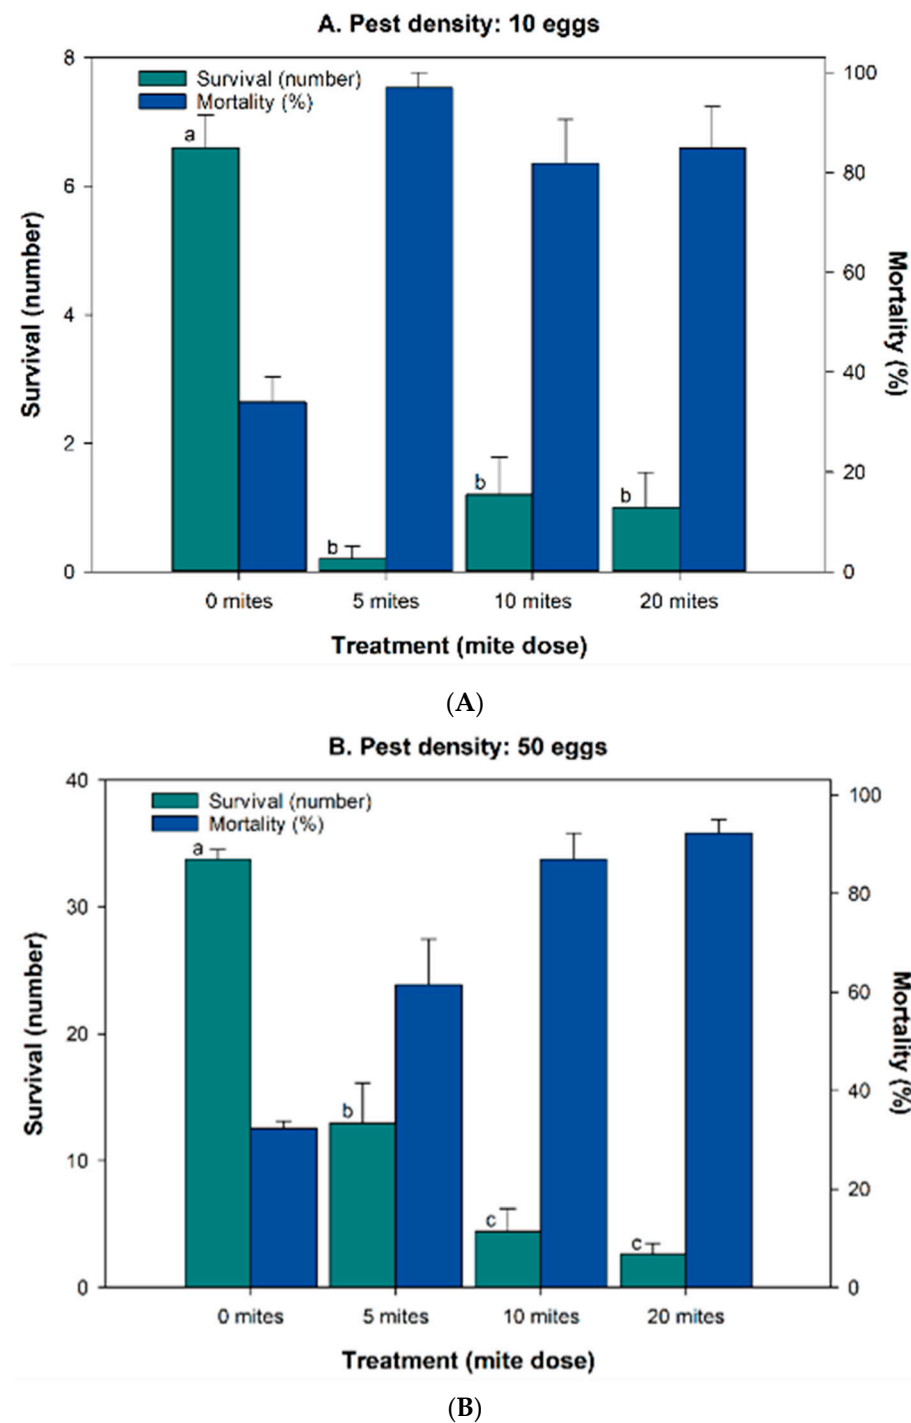 A. Pest density: 10 eggs
Survival (number)
Mortality (%)
8
6
4
2
0
Survival (number)
100
80
60
40
20
0
Mortality (%)
a
b
b
b
0 mites
5 mites
10 mites
20 mites
Treatment (mite dose)
(A)
B. Pest density: 50 eggs
Survival (number)
Mortality (%)
40
30
20
10
0
Survival (number)
100
80
60
40
20
0
Mortality (%)
a
b
c
c
0 mites
5 mites
10 mites
20 mites
Treatment (mite dose)
(B)